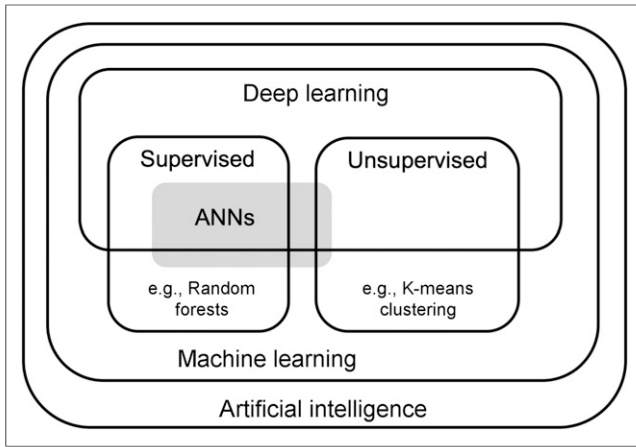 Deep learning
Supervised
Unsupervised
ANNs
e.g., Random
forests
e.g., K-means
clustering
Machine learning
Artificial intelligence